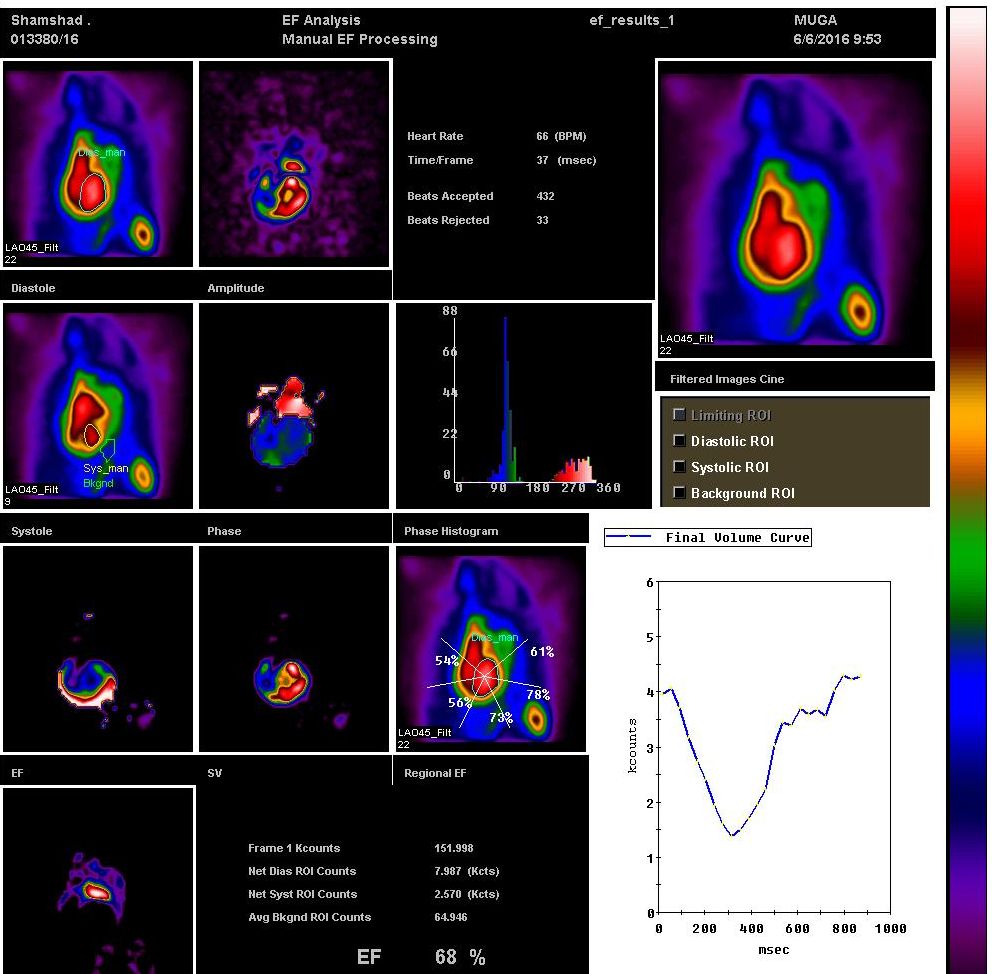 Shamshad . EF Analysis ef_results_1 MUGA
013380/16 Manual EF Processing 6/6/2016 9:53
Dias_man
LAO45_Filt
22
Heart Rate 66 (BPM)
Time/Frame 37 (msec)
Beats Accepted 432
Beats Rejected 33
LAO45_Filt
22
Diastole Amplitude
Filtered Images Cine
Sys_man
Bkgnd
LAO45_Filt
9
88
66
44
22
0
0 90 180 270 360
Limiting ROI
Diastolic ROI
Systolic ROI
Background ROI
Systole Phase Phase Histogram
Final Volume Curve
Dias_man
54% 61%
56% 78%
73%
LAO45_Filt
22
6
5
4
3
2
1
0
kcounts
0 200 400 600 800 1000
msec
EF SV Regional EF
Frame 1 Kcounts 151.998
Net Dias ROI Counts 7.987 (Kcts)
Net Syst ROI Counts 2.570 (Kcts)
Avg Bkgnd ROI Counts 64.946
EF 68 %